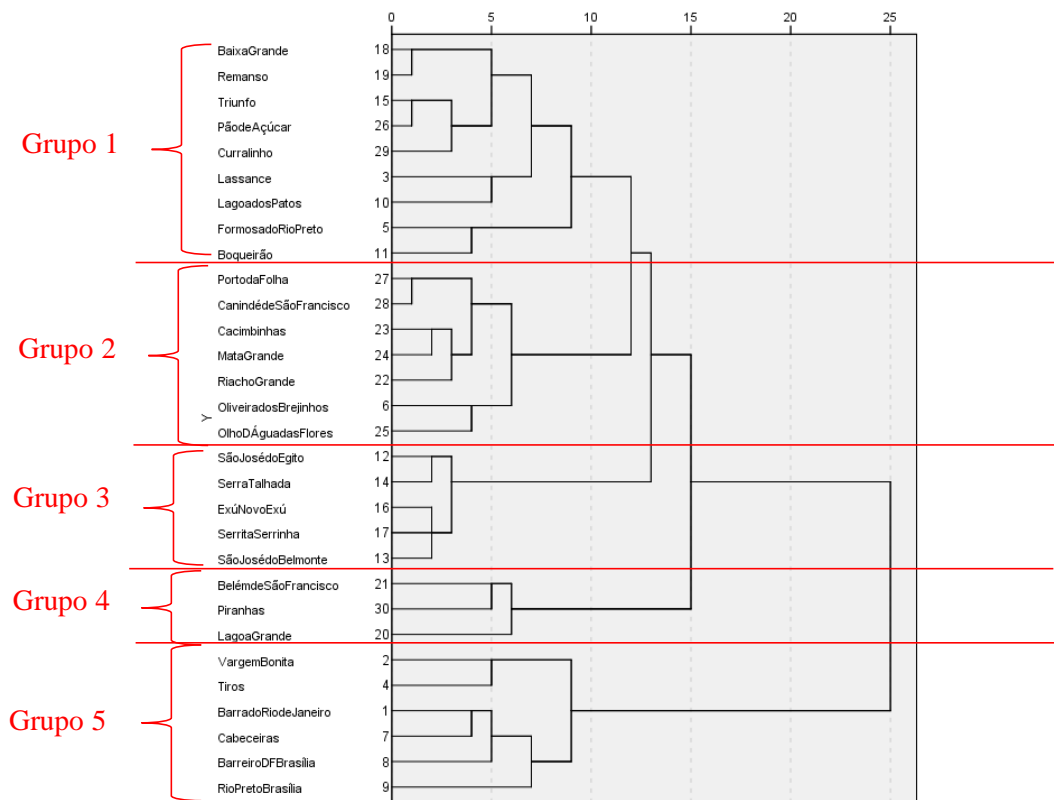 0 5 10 15 20 25
BaixaGrande 18
Remanso 19
Triunfo 15
PãodeAçúcar 26
Curralinho 29
Lassance 3
LagoadosPatos 10
FormosadoRioPreto 5
Boqueirão 11
Grupo 1
PortodaFolha 27
CanindédeSãoFrancisco 28
Cacimbinhas 23
MataGrande 24
RiachoGrande 22
OliveiradosBrejinhos 6
OlhoDÁguadasFlores 25
Grupo 2
Y
SãoJosédoEgito 12
SerraTalhada 14
ExúNovoExú 16
SerritaSerrinha 17
SãoJosédoBelmonte 13
Grupo 3
BelémdeSãoFrancisco 21
Piranhas 30
LagoaGrande 20
Grupo 4
VargemBonita 2
Tiros 4
BarradoRiodeJaneiro 1
Cabeceiras 7
BarreiroDFBrasília 8
RioPretoBrasília 9
Grupo 5